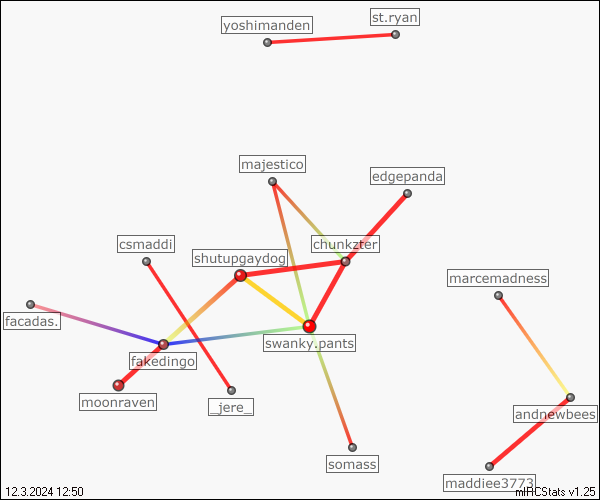 st.ryan
yoshimanden
majestico
edgepanda
csmaddi
chunkzter
shutupgaydog
marcemadness
facadas.
swanky.pants
fakedingo
moonraven
_jere_
andnewbees
somass
maddiee3773
12.3.2024 12:50
mIRCStats v1.25